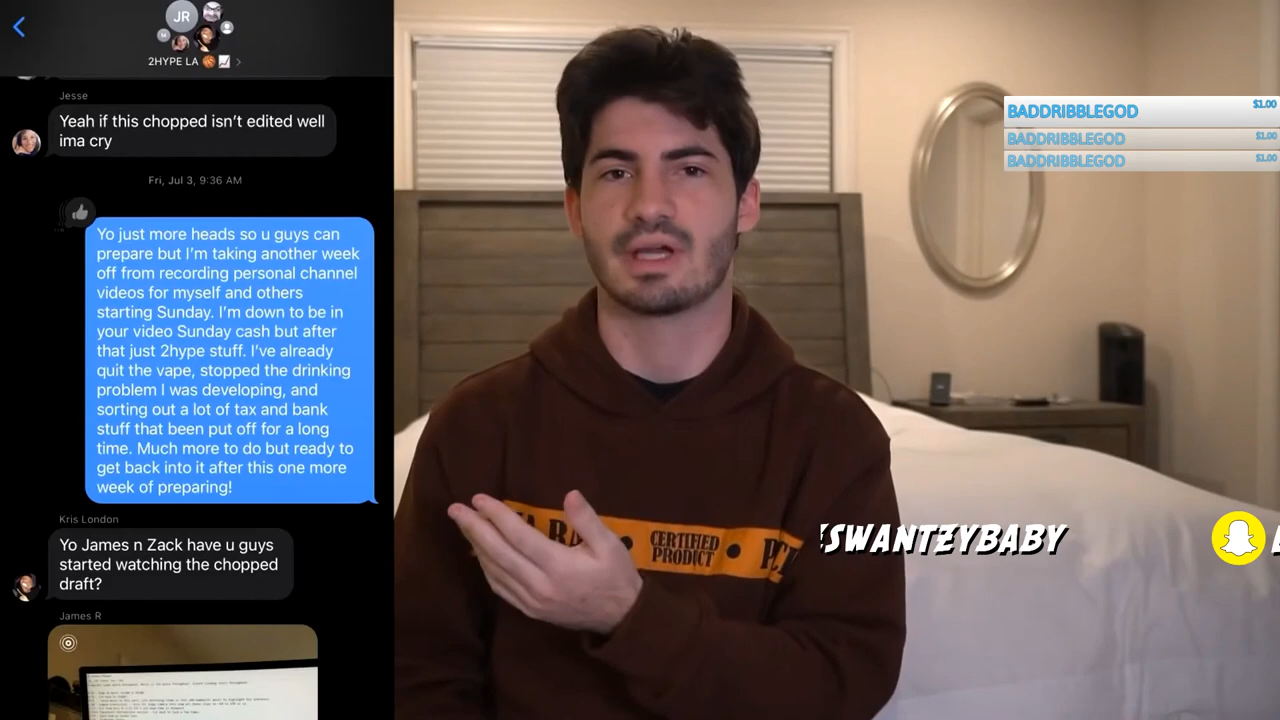 JR
2HYPE LA 🏀 📈 >
Jesse
Yeah if this chopped isn't edited well
ima cry
Fri, Jul 3, 9:36 AM
Yo just more heads so u guys can
prepare but I'm taking another week
off from recording personal channel
videos for myself and others
starting Sunday. I'm down to be in
your video Sunday cash but after
that just 2hype stuff. I've already
quit the vape, stopped the drinking
problem I was developing, and
sorting out a lot of tax and bank
stuff that been put off for a long
time. Much more to do but ready to
get back into it after this one more
week of preparing!
Kris London
Yo James n Zack have u guys
started watching the chopped
draft?
James R
BADDRIBBLEGOD $1.00
BADDRIBBLEGOD $1.00
BADDRIBBLEGOD $1.00
CERTIFIED
PRODUCT
SWANTZYBABY